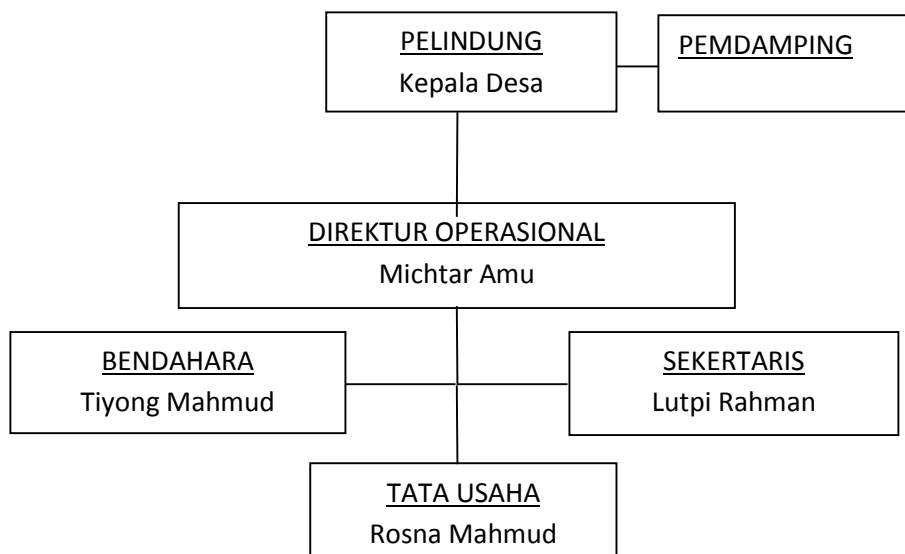 PELINDUNG
Kepala Desa
PEMDAMPING
DIREKTUR OPERASIONAL
Michtar Amu
BENDAHARA
Tiyong Mahmud
SEKERTARIS
Lutpi Rahman
TATA USAHA
Rosna Mahmud